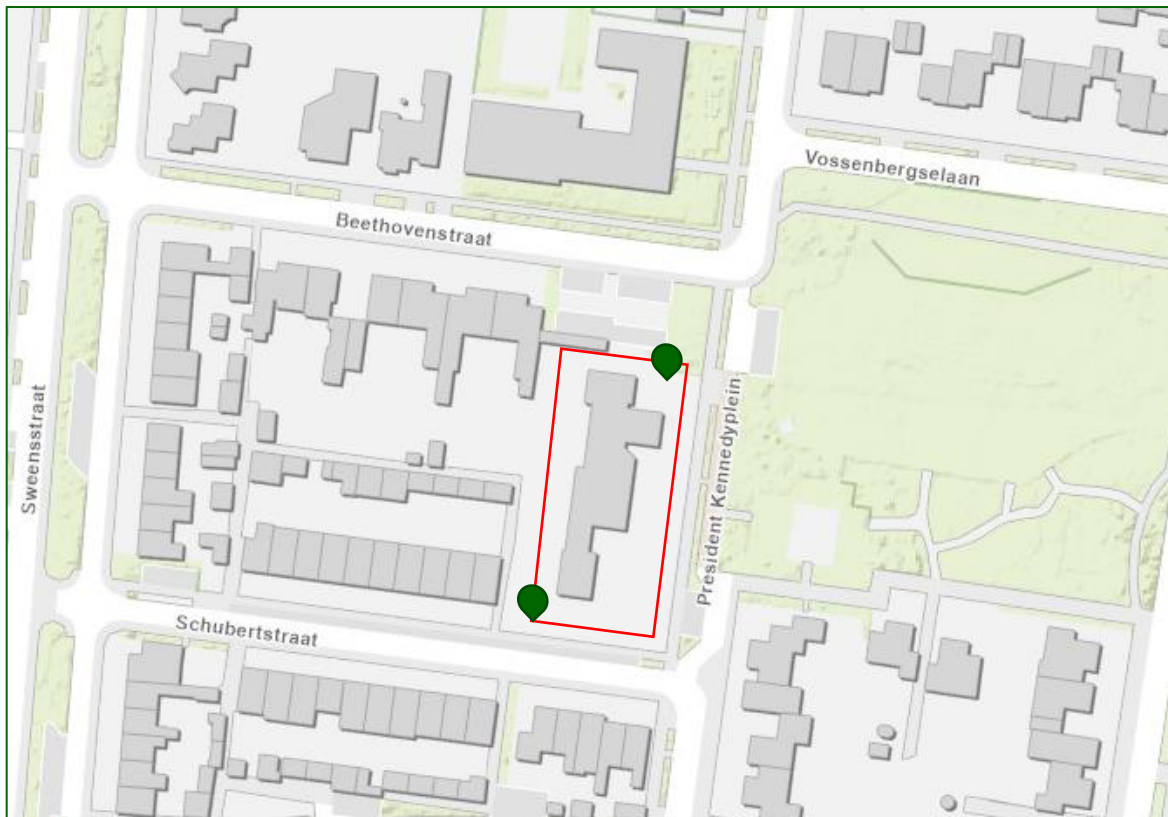 Vossenbergselaan
Beethovenstraat
Sweensstraat
President Kennedyplein
Schubertstraat